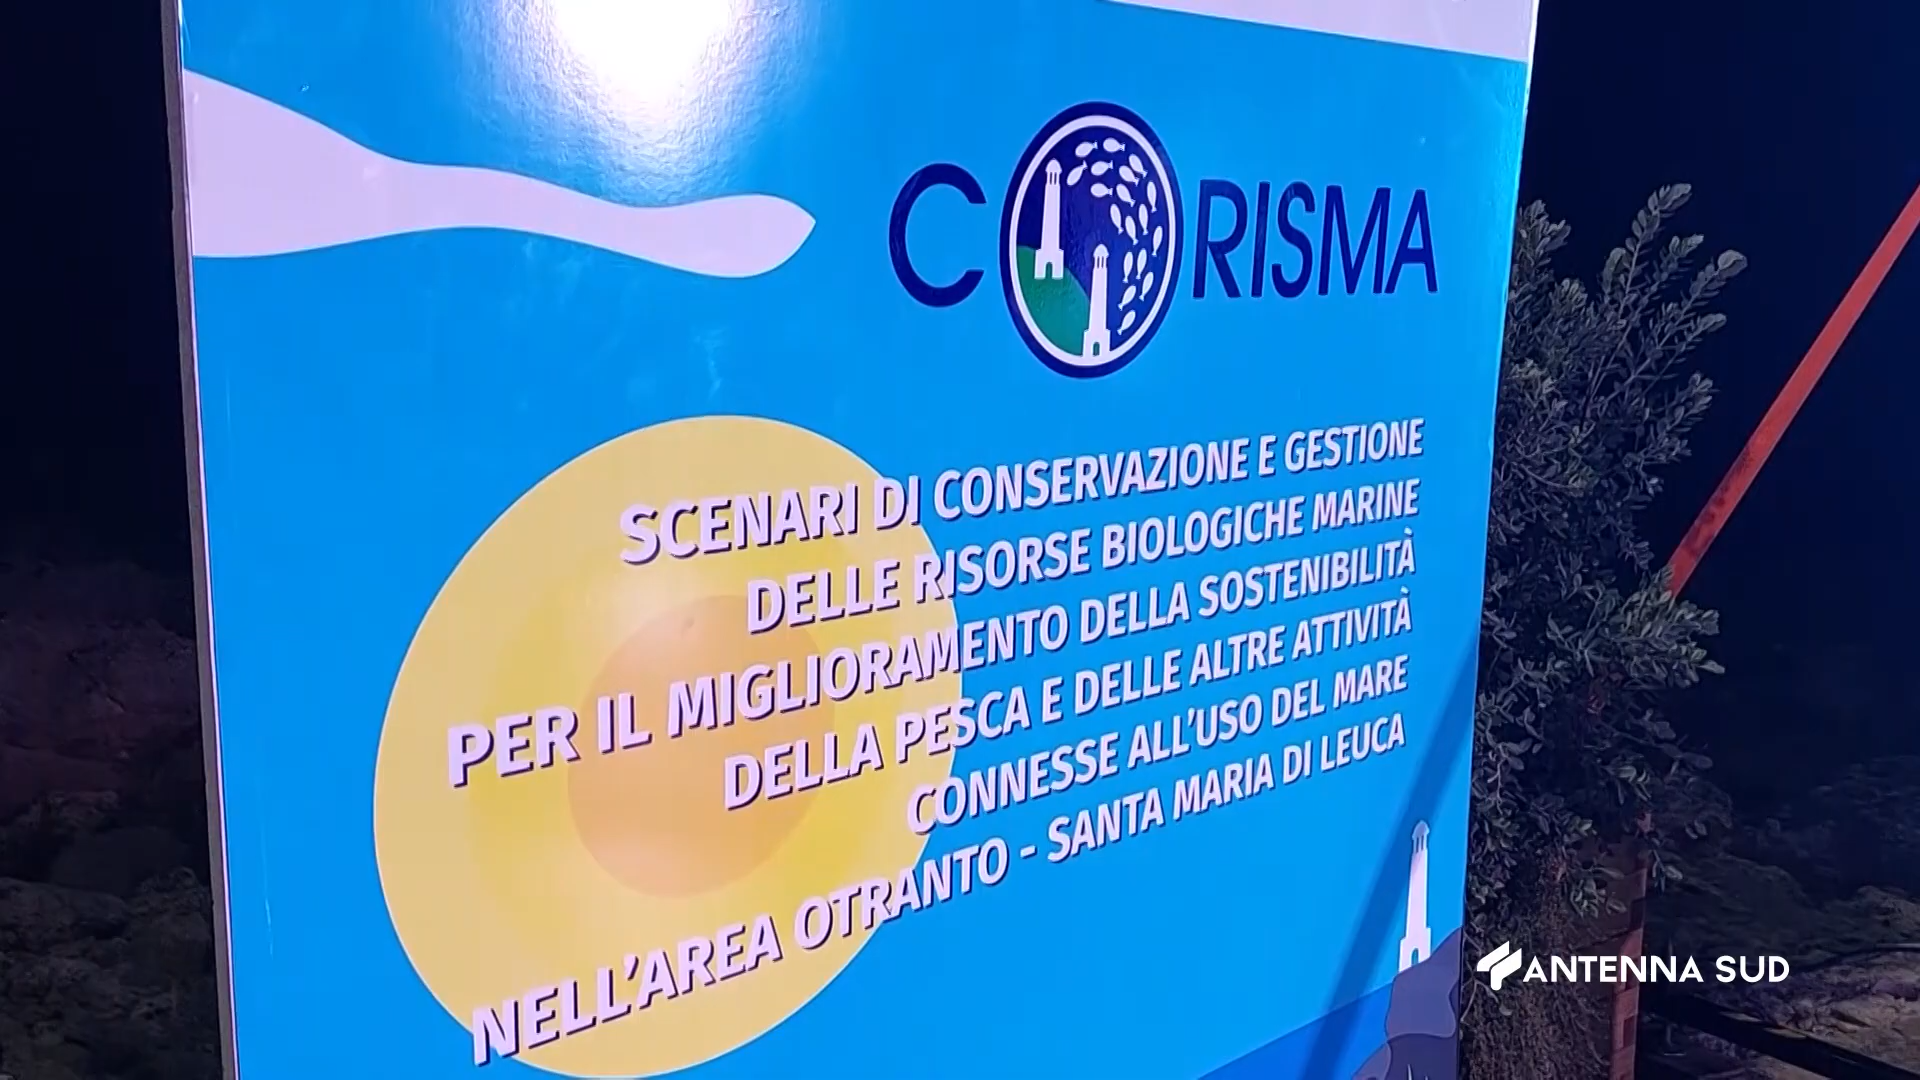 CORISMA
SCENARI DI CONSERVAZIONE E GESTIONE
DELLE RISORSE BIOLOGICHE MARINE
PER IL MIGLIORAMENTO DELLA SOSTENIBILITÀ
DELLA PESCA E DELLE ALTRE ATTIVITÀ
CONNESSE ALL'USO DEL MARE
NELL'AREA OTRANTO - SANTA MARIA DI LEUCA
ANTENNA SUD